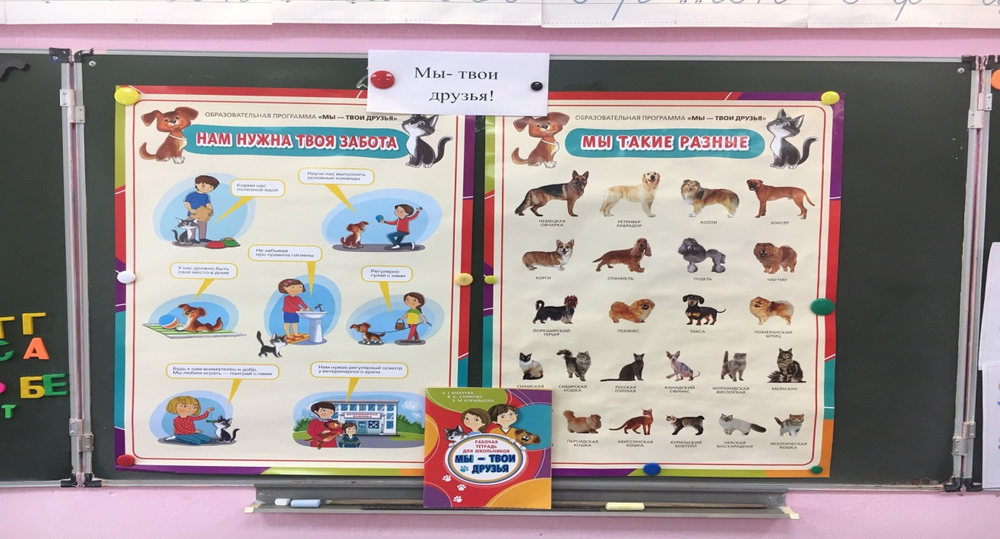 Мы- твои
друзья!
ОБРАЗОВАТЕЛЬНАЯ ПРОГРАММА «МЫ — ТВОИ ДРУЗЬЯ»
НАМ НУЖНА ТВОЯ ЗАБОТА
Корми нас
полезной едой
Научи нас выполнять
основные команды
Не забывай
про правила гигиены
У нас должно быть
своё место в доме
Регулярно
гуляй с нами
Будь к нам внимателен и добр.
Мы любим играть — поиграй с нами
Нам нужен регулярный осмотр
у ветеринарного врача
ВЕТЕРИНАРНАЯ
КЛИНИКА
ОБРАЗОВАТЕЛЬНАЯ ПРОГРАММА «МЫ — ТВОИ ДРУЗЬЯ»
МЫ ТАКИЕ РАЗНЫЕ
НЕМЕЦКАЯ
ОВЧАРКА
РЕТРИВЕР
ЛАБРАДОР
КОЛЛИ
БОКСЁР
КОРГИ
СПАНИЕЛЬ
ПУДЕЛЬ
ЧАУ-ЧАУ
ЙОРКШИРСКИЙ
ТЕРЬЕР
ПЕКИНЕС
ТАКСА
ПОМЕРАНСКИЙ
ШПИЦ
СИАМСКАЯ
СИБИРСКАЯ
КОШКА
РУССКАЯ
ГОЛУБАЯ
КАНАДСКИЙ
СФИНКС
ШОТЛАНДСКАЯ
ВИСЛОУХАЯ
МЕЙН-КУН
ПЕРСИДСКАЯ
КОШКА
АБИССИНСКАЯ
КОШКА
КУРИЛЬСКИЙ
БОБТЕЙЛ
НЕВСКАЯ
МАСКАРАДНАЯ
ЭКЗОТИЧЕСКАЯ
КОШКА
А. Г. МАКЕЕВА
В. А. САМКОВА
Е. М. КЛЕМЯШОВА
РАБОЧАЯ
ТЕТРАДЬ
ДЛЯ ШКОЛЬНИКОВ
МЫ — ТВОИ
ДРУЗЬЯ